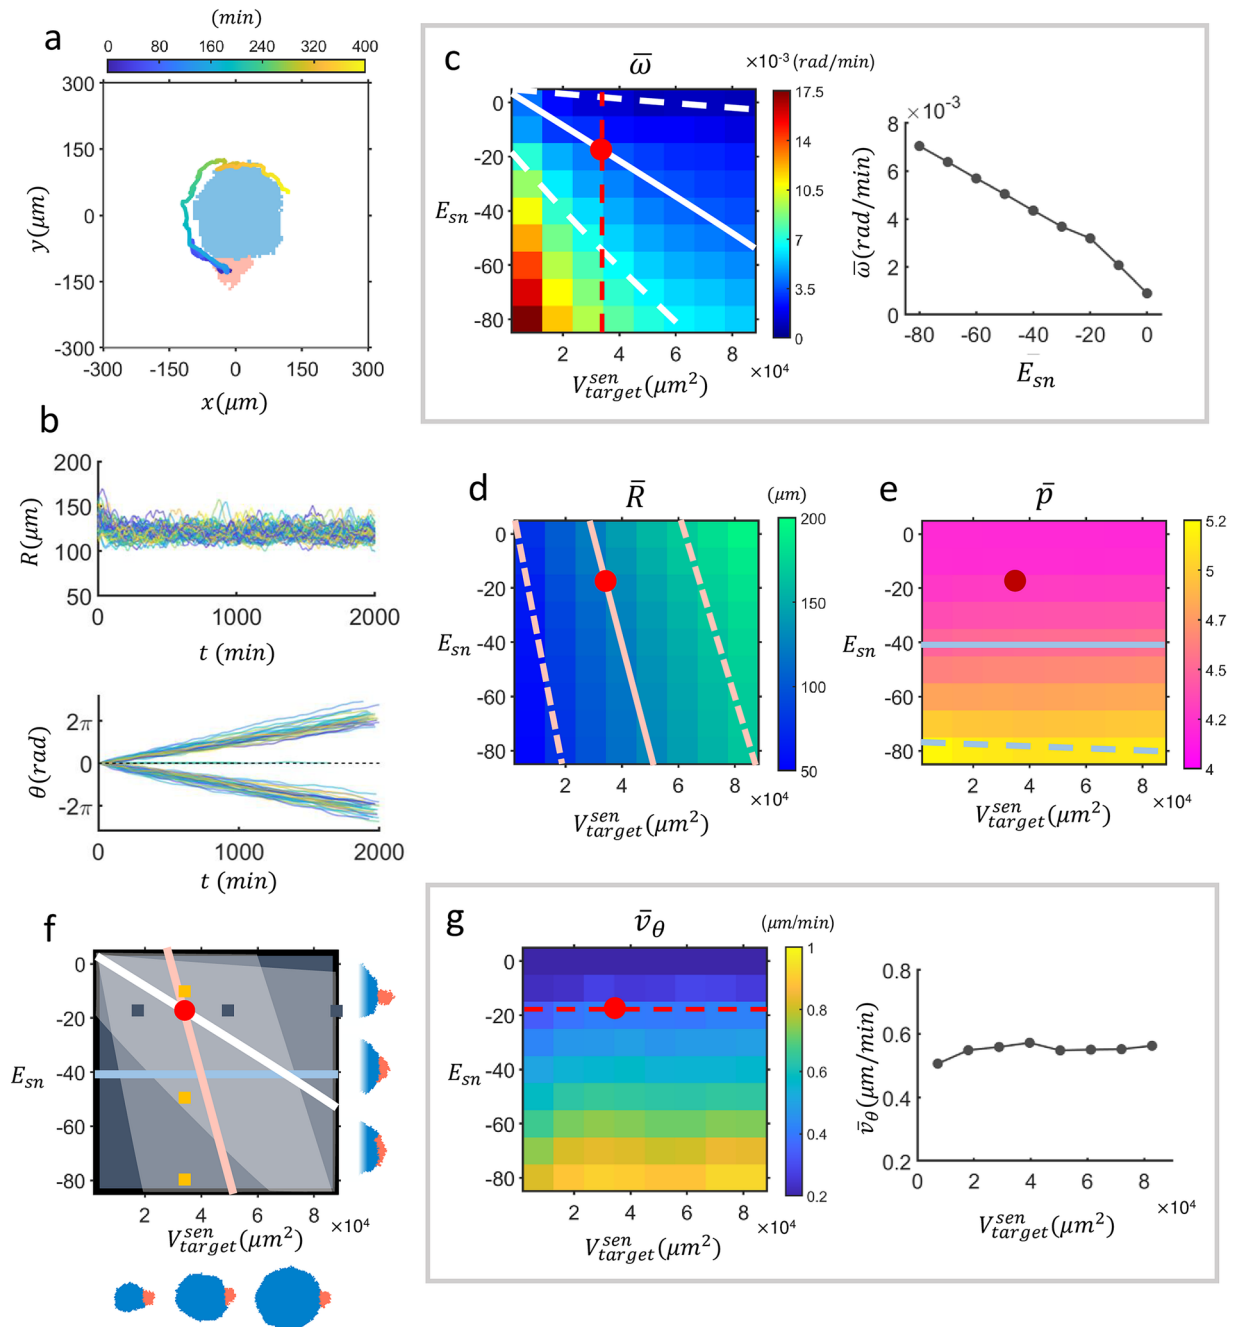 a
(min)
0 80 160 240 320 400
300
150
0
-150
-300
y(μm)
-300 -150 0 150 300
x(μm)
b
200
150
100
50
R(μm)
0 1000 2000
t (min)
2π
0
-2π
θ(rad)
0 1000 2000
t (min)
c
ω̅
×10⁻³ (rad/min)
17.5
14
10.5
7
3.5
0
0
-20
-40
-60
-80
E_sn
2 4 6 8
×10⁴
V_target^sen(μm²)
×10⁻³
8
6
4
2
0
ω̅(rad/min)
-80 -60 -40 -20 0
E̅_sn
d
R̅
(μm)
200
150
100
50
0
-20
-40
-60
-80
E_sn
2 4 6 8
×10⁴
V_target^sen(μm²)
e
p̅
5.2
5
4.7
4.5
4.2
4
0
-20
-40
-60
-80
E_sn
2 4 6 8
×10⁴
V_target^sen(μm²)
f
0
-20
-40
-60
-80
E_sn
2 4 6 8
×10⁴
V_target^sen(μm²)
g
v̅_θ
(μm/min)
1
0.8
0.6
0.4
0.2
0
-20
-40
-60
-80
E_sn
2 4 6 8
×10⁴
V_target^sen(μm²)
0.8
0.6
0.4
0.2
v̅_θ(μm/min)
0 2 4 6 8
×10⁴
V_target^sen(μm²)